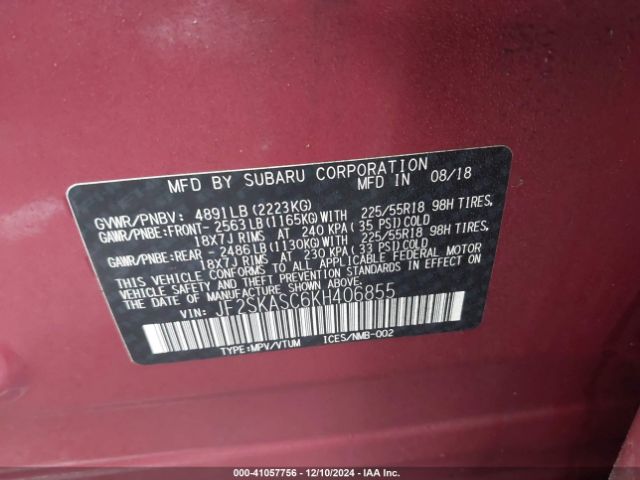 MFD BY SUBARU CORPORATION
MFD IN 08/18
GVWR/PNBV: 4891LB(2223KG)
GAWR/PNBE:FRONT- 2563LB(1165KG)WITH 225/55R18 98H TIRES,
18X7J RIMS AT 240 KPA(35 PSI)COLD
GAWR/PNBE:REAR - 2486LB(1130KG)WITH 225/55R18 98H TIRES,
18X7J RIMS AT 230 KPA(33 PSI)COLD
THIS VEHICLE CONFORMS TO ALL APPLICABLE FEDERAL MOTOR
VEHICLE SAFETY AND THEFT PREVENTION STANDARDS IN EFFECT
ON THE DATE OF MANUFACTURE SHOWN ABOVE.
VIN: JF2SKASC6KH406855
TYPE:MPV/VTUM ICES/NMB-002
STOCK #: 41057756 - 12/10/2024 - IAA Inc.